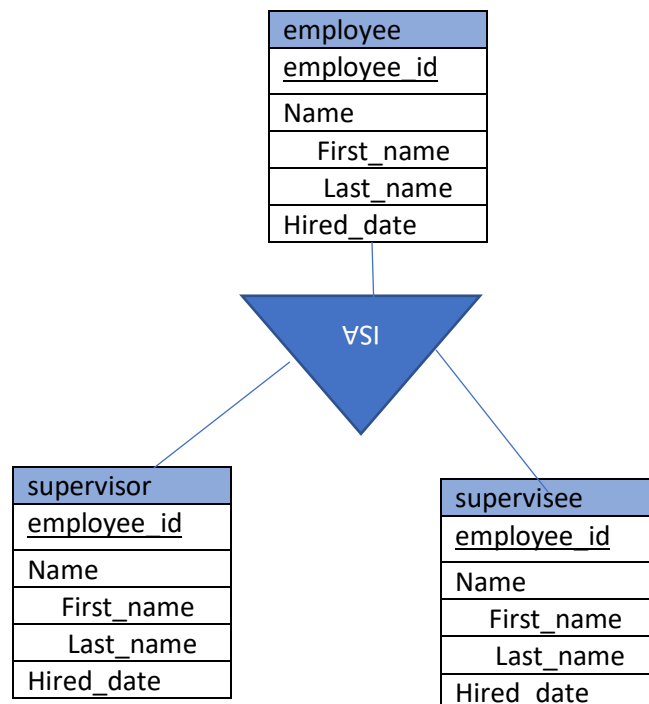 employee
employee_id
Name
First_name
Last_name
Hired_date
ISA
supervisor
employee_id
Name
First_name
Last_name
Hired_date
supervisee
employee_id
Name
First_name
Last_name
Hired_date